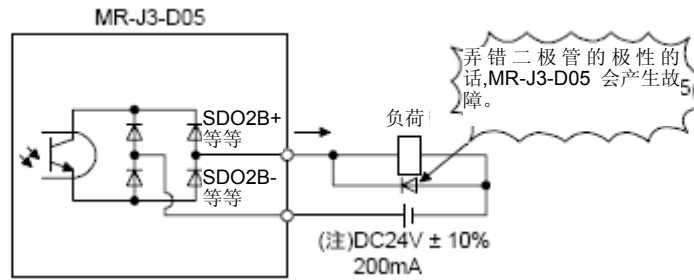 MR-J3-D05
弄错二极管的极性的
话,MR-J3-D05 会产生故
障。
5(
SDO2B+
等等
负荷
SDO2B-
等等
(注)DC24V ± 10%
200mA